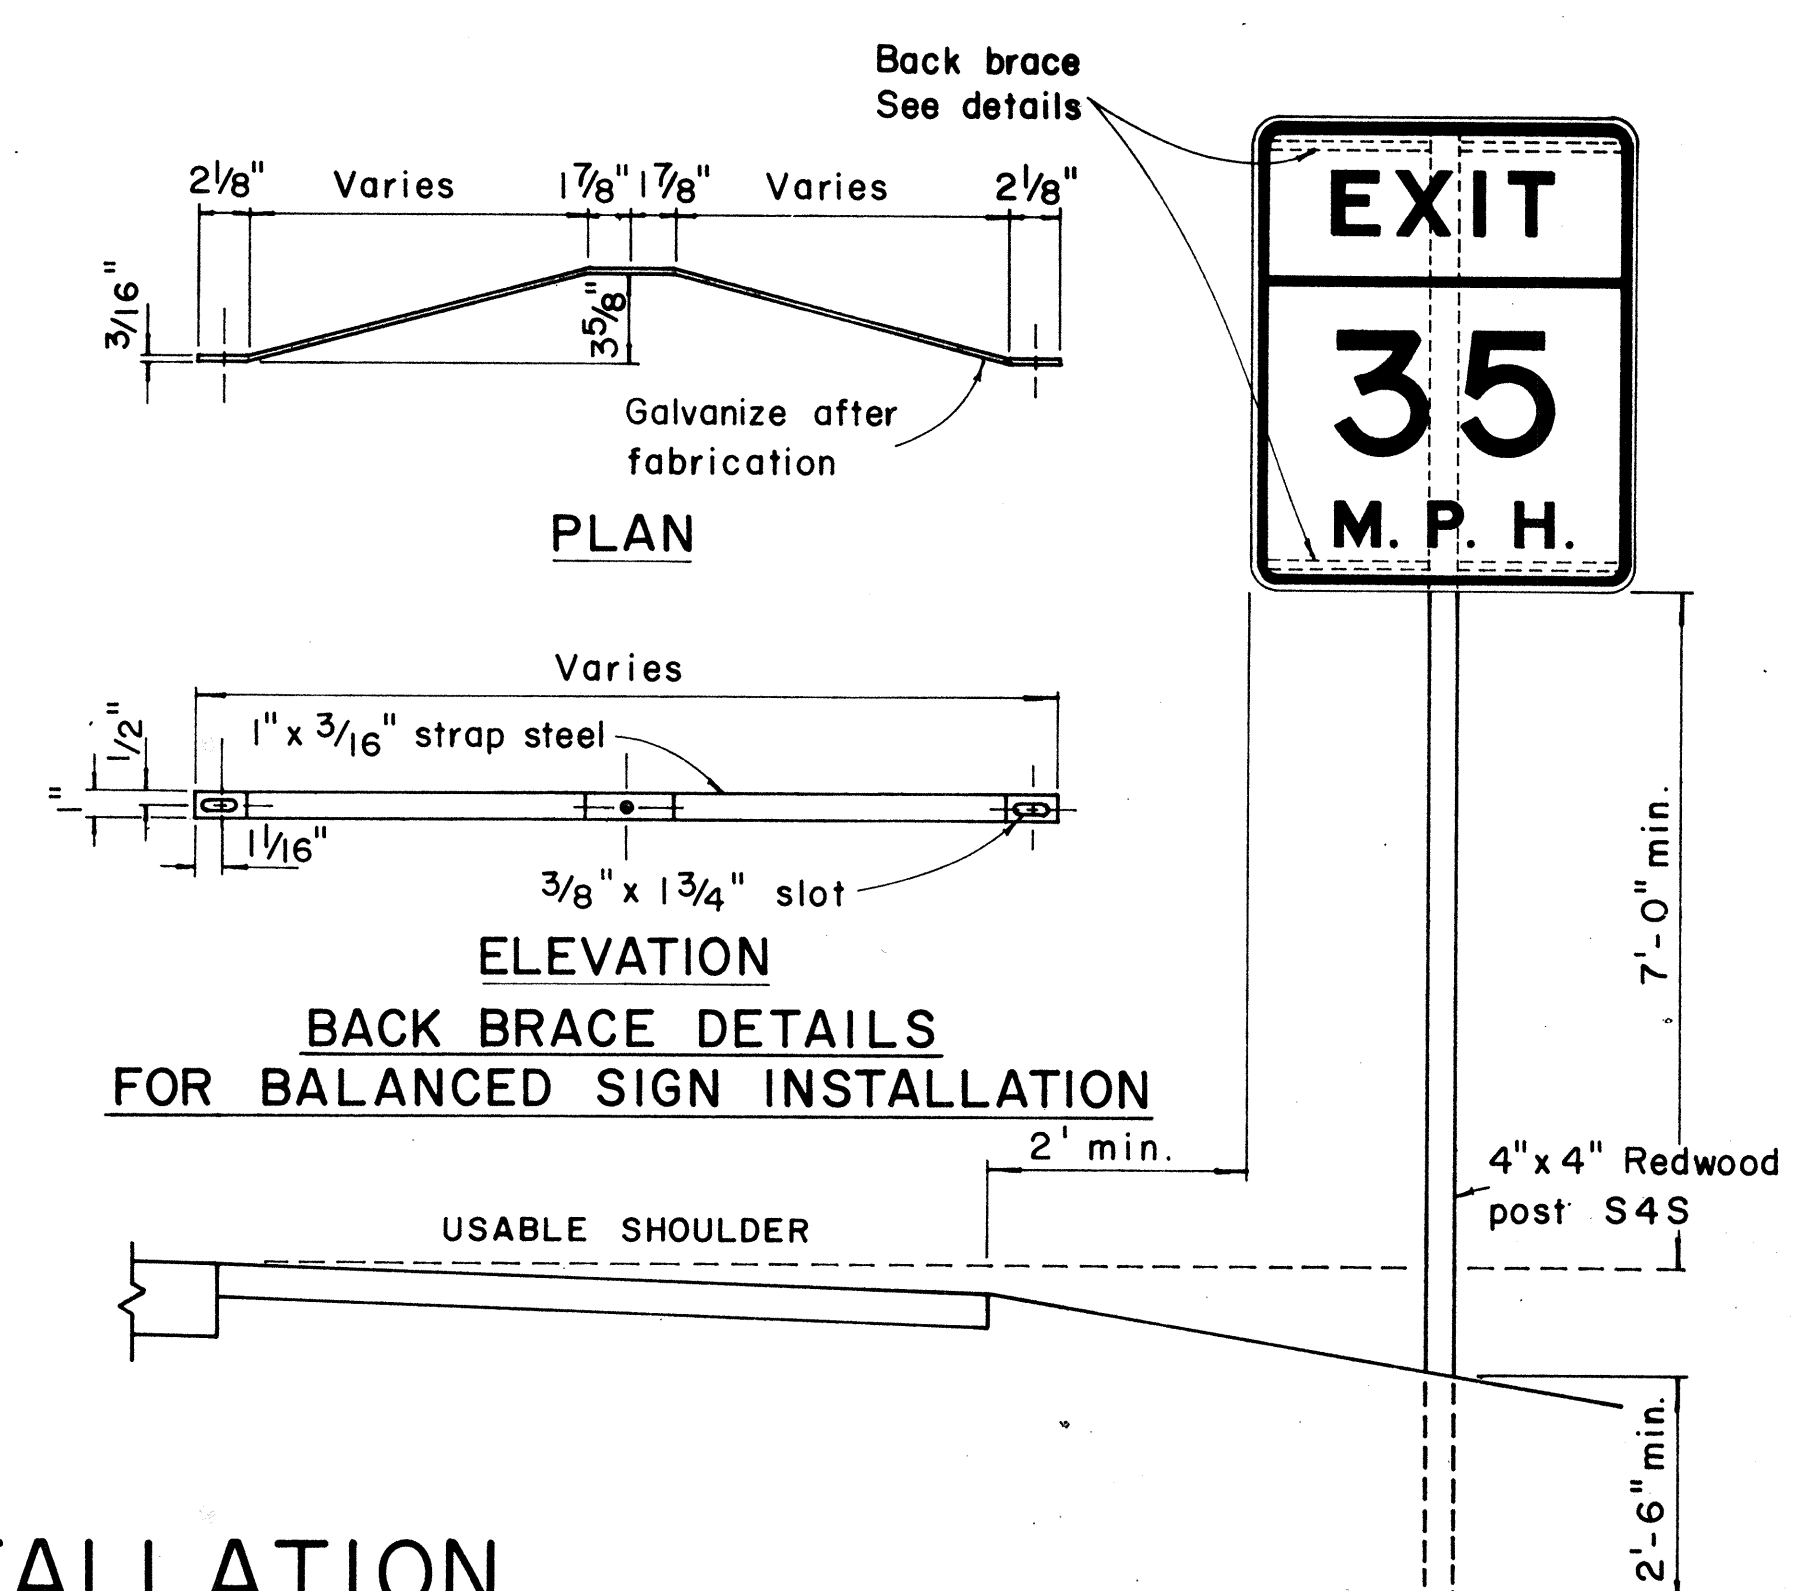 Back brace
See details
2 1/8" Varies 1 7/8" 1 7/8" Varies 2 1/8"
3/16"
3 5/8"
Galvanize after
fabrication
PLAN
EXIT
35
M. P. H.
Varies
1" x 3/16" strap steel
1/2"
1"
1 1/16"
3/8" x 1 3/4" slot
ELEVATION
BACK BRACE DETAILS
FOR BALANCED SIGN INSTALLATION
7'-0" min.
2' min.
4" x 4" Redwood
post S4S
USABLE SHOULDER
2'-6" min.
TALLATION